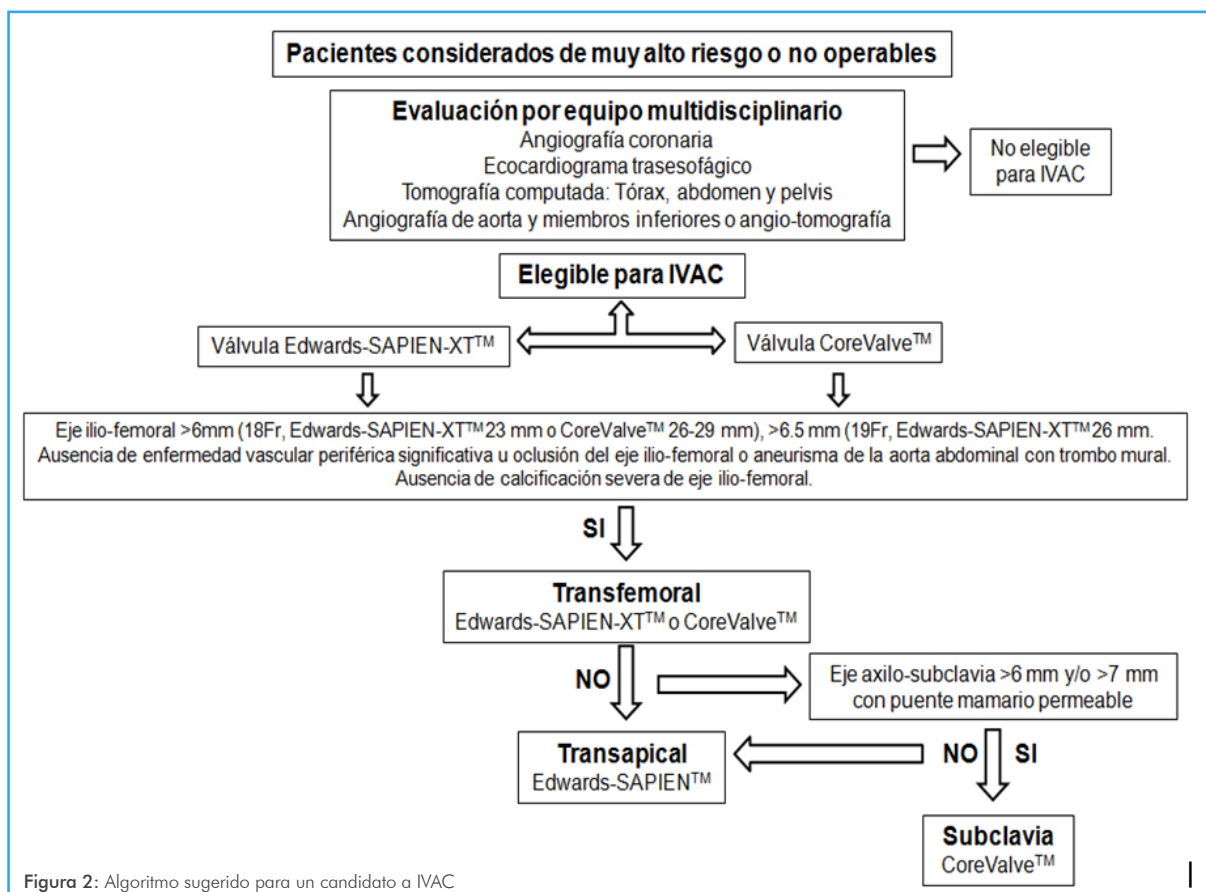 Pacientes considerados de muy alto riesgo o no operables
Evaluación por equipo multidisciplinario
Angiografía coronaria
Ecocardiograma trasesofágico
Tomografía computada: Tórax, abdomen y pelvis
Angiografía de aorta y miembros inferiores o angio-tomografía
No elegible
para IVAC
Elegible para IVAC
Válvula Edwards-SAPIEN-XT™
Válvula CoreValve™
Eje ilio-femoral >6mm (18Fr, Edwards-SAPIEN-XT™ 23 mm o CoreValve™ 26-29 mm), >6.5 mm (19Fr, Edwards-SAPIEN-XT™ 26 mm.
Ausencia de enfermedad vascular periférica significativa u oclusión del eje ilio-femoral o aneurisma de la aorta abdominal con trombo mural.
Ausencia de calcificación severa de eje ilio-femoral.
SI
Transfemoral
Edwards-SAPIEN-XT™ o CoreValve™
NO
Eje axilo-subclavia >6 mm y/o >7 mm
con puente mamario permeable
Transapical
Edwards-SAPIEN™
NO
SI
Subclavia
CoreValve™
Figura 2: Algoritmo sugerido para un candidato a IVAC